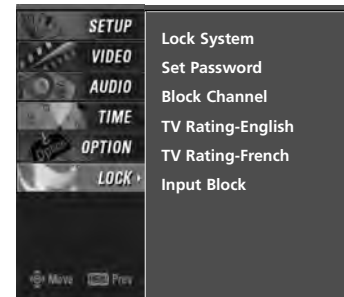 SETUP
VIDEO
AUDIO
TIME
OPTION
LOCK
Lock System
Set Password
Block Channel
TV Rating-English
TV Rating-French
Input Block
Move
Prev